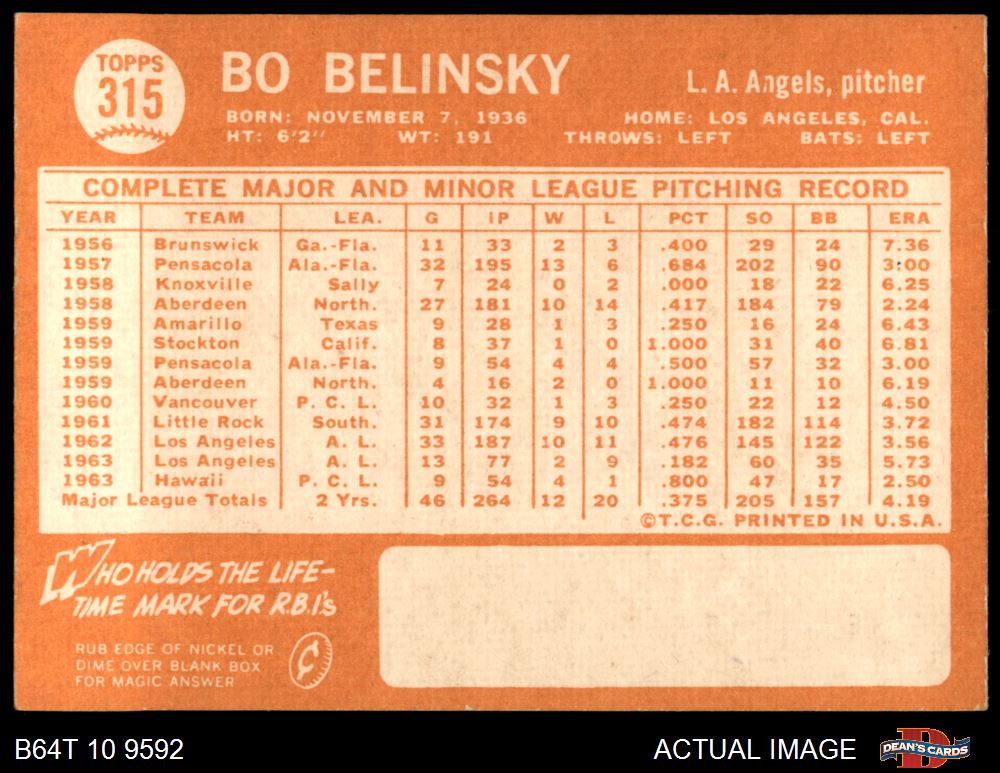 TOPPS
315
BO BELINSKY
L. A. Angels, pitcher
BORN: NOVEMBER 7, 1936 HOME: LOS ANGELES, CAL.
HT: 6'2" WT: 191 THROWS: LEFT BATS: LEFT
COMPLETE MAJOR AND MINOR LEAGUE PITCHING RECORD
YEAR TEAM LEA. G IP W L PCT SO BB ERA
1956 Brunswick Ga.-Fla. 11 33 2 3 .400 29 24 7.36
1957 Pensacola Ala.-Fla. 32 195 13 6 .684 202 90 3.00
1958 Knoxville Sally 7 24 0 2 .000 18 22 6.25
1958 Aberdeen North. 27 181 10 14 .417 184 79 2.24
1959 Amarillo Texas 9 28 1 3 .250 16 24 6.43
1959 Stockton Calif. 8 37 1 0 1.000 31 40 6.81
1959 Pensacola Ala.-Fla. 9 54 4 4 .500 57 32 3.00
1959 Aberdeen North. 4 16 2 0 1.000 11 10 6.19
1960 Vancouver P. C. L. 10 32 1 3 .250 22 12 4.50
1961 Little Rock South. 31 174 9 10 .474 182 114 3.72
1962 Los Angeles A. L. 33 187 10 11 .476 145 122 3.56
1963 Los Angeles A. L. 13 77 2 9 .182 60 35 5.73
1963 Hawaii P. C. L. 9 54 4 1 .800 47 17 2.50
Major League Totals 2 Yrs. 46 264 12 20 .375 205 157 4.19
©T.C.G. PRINTED IN U.S.A.
WHO HOLDS THE LIFE-
TIME MARK FOR R.B.I's
RUB EDGE OF NICKEL OR
DIME OVER BLANK BOX
FOR MAGIC ANSWER
¢
B64T 10 9592
ACTUAL IMAGE
DEAN'S CARDS